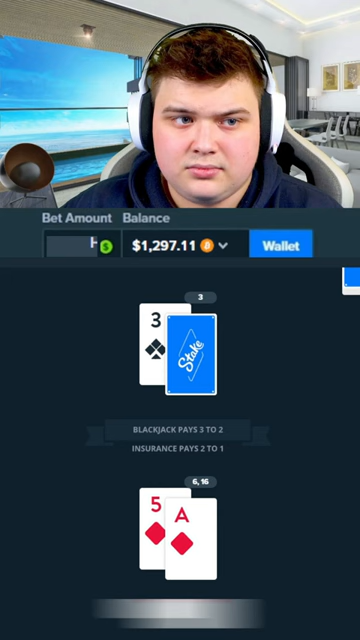 Bet Amount Balance
$1,297.11 Wallet
3
3
Stake
BLACKJACK PAYS 3 TO 2
INSURANCE PAYS 2 TO 1
6, 16
5 A